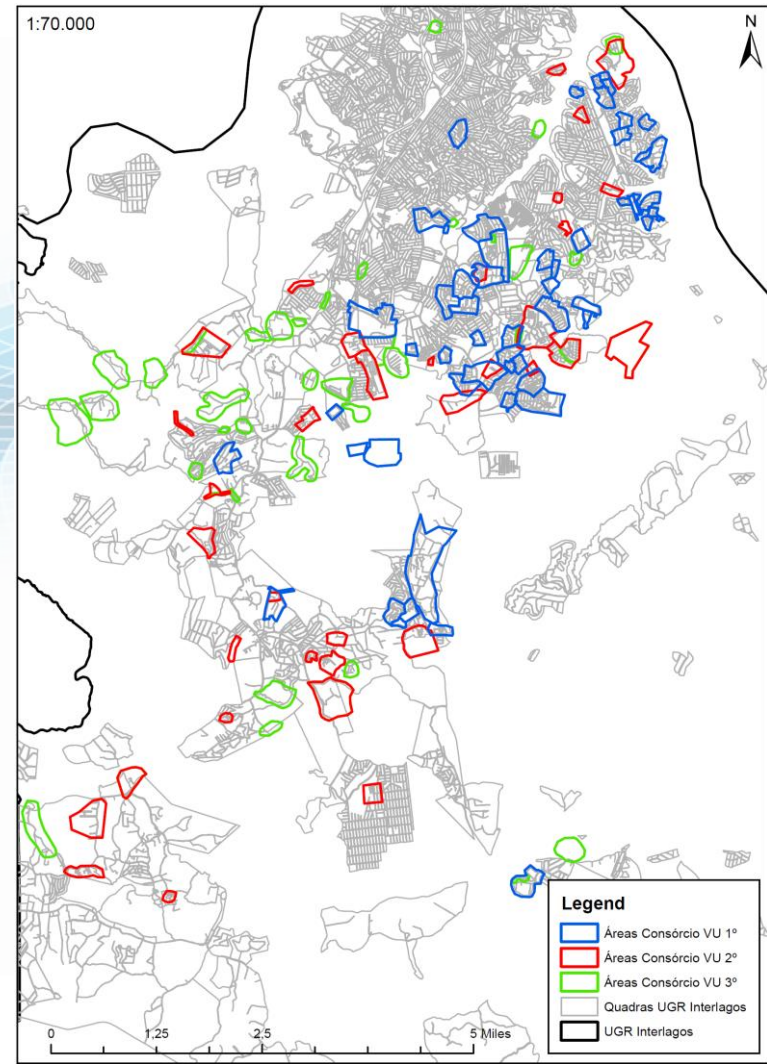 1:70.000
N
Legend
Áreas Consórcio VU 1º
Áreas Consórcio VU 2º
Áreas Consórcio VU 3º
Quadras UGR Interlagos
UGR Interlagos
0 1,25 2,5 5 Miles